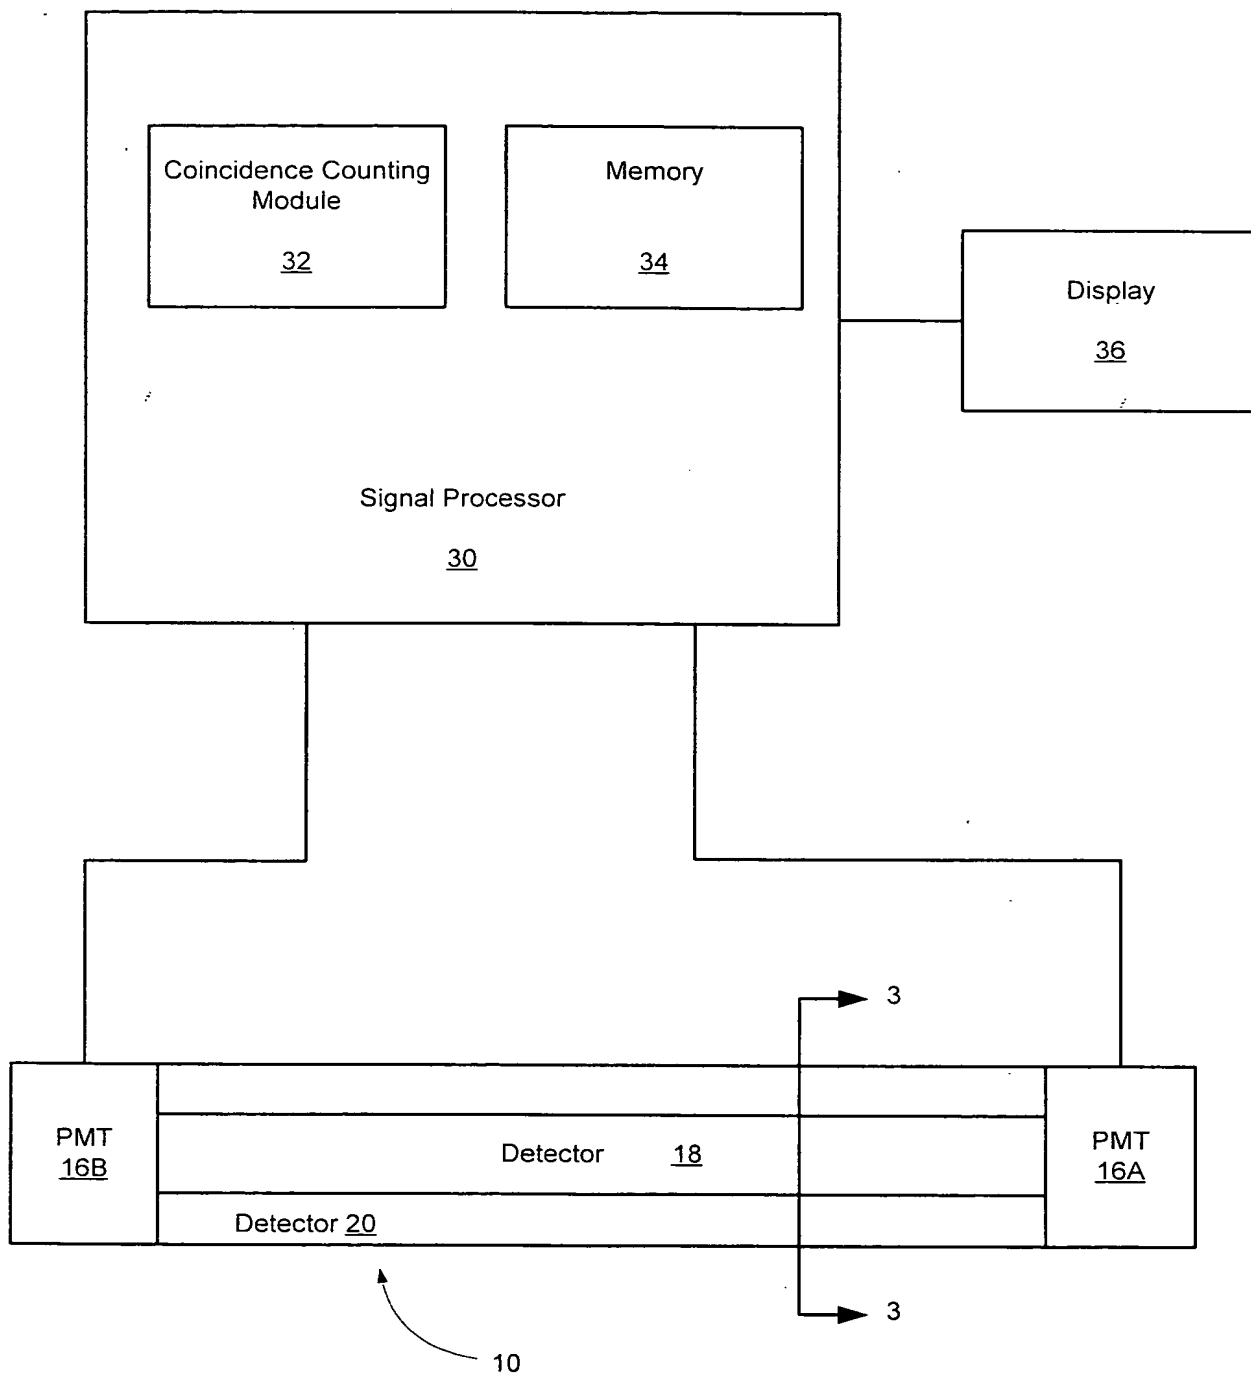 Coincidence Counting
Module
32
Memory
34
Display
36
Signal Processor
30
3
PMT
16B
Detector 18
PMT
16A
Detector 20
3
10